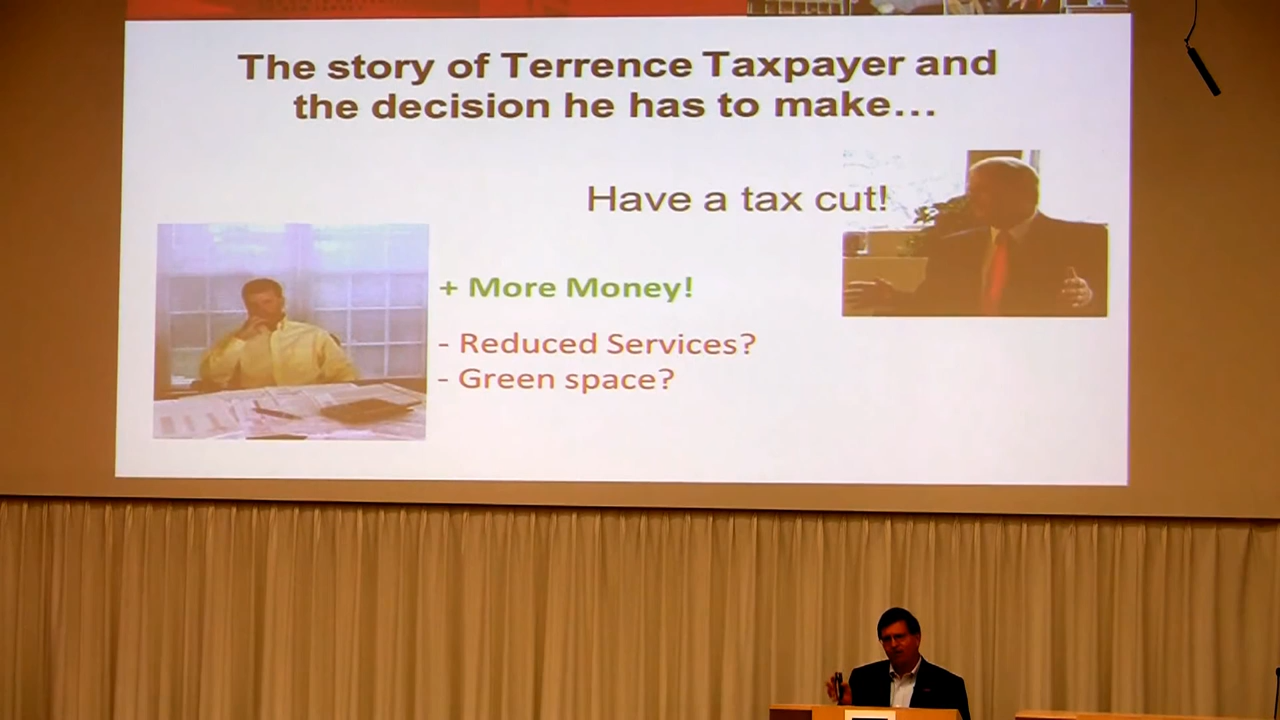 The story of Terrence Taxpayer and
the decision he has to make...
Have a tax cut!
+ More Money!
- Reduced Services?
- Green space?